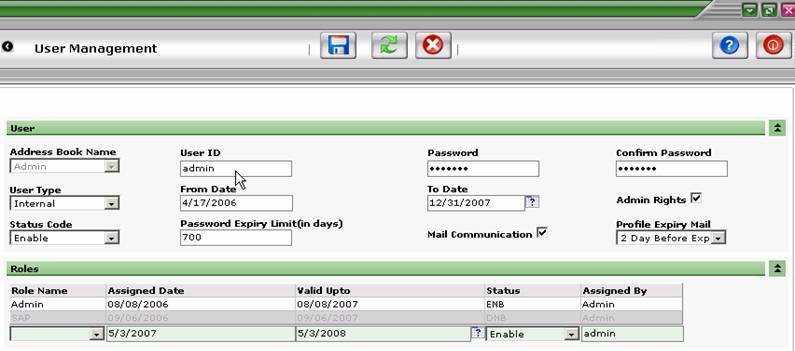 User Management
User
Address Book Name User ID Password Confirm Password
Admin admin ••••••• •••••••
User Type From Date To Date Admin Rights
Internal 4/17/2006 12/31/2007 ?
Status Code Password Expiry Limit(in days) Mail Communication Profile Expiry Mail
Enable 700 2 Day Before Exp
Roles
Role Name Assigned Date Valid Upto Status Assigned By
Admin 08/08/2006 08/08/2007 ENB Admin
SAP 09/06/2006 09/06/2007 DNB Admin
5/3/2007 5/3/2008 ? Enable admin